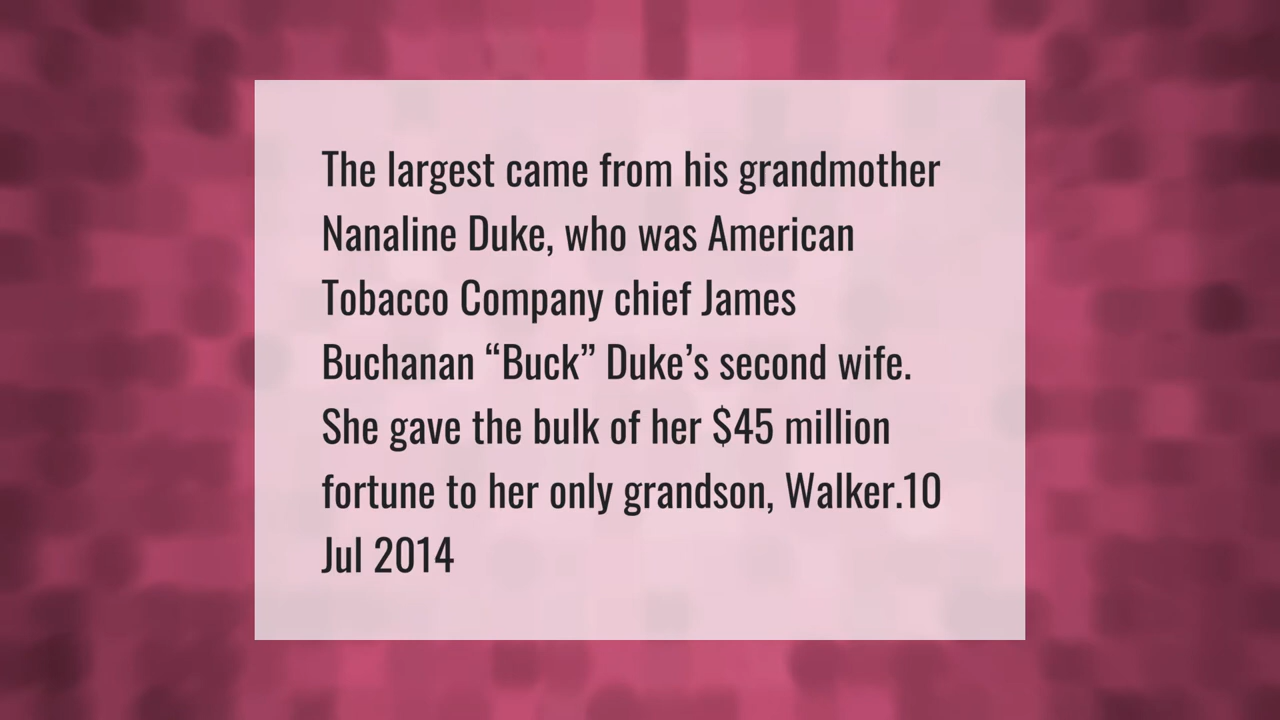 The largest came from his grandmother
Nanaline Duke, who was American
Tobacco Company chief James
Buchanan “Buck” Duke’s second wife.
She gave the bulk of her $45 million
fortune to her only grandson, Walker.10
Jul 2014